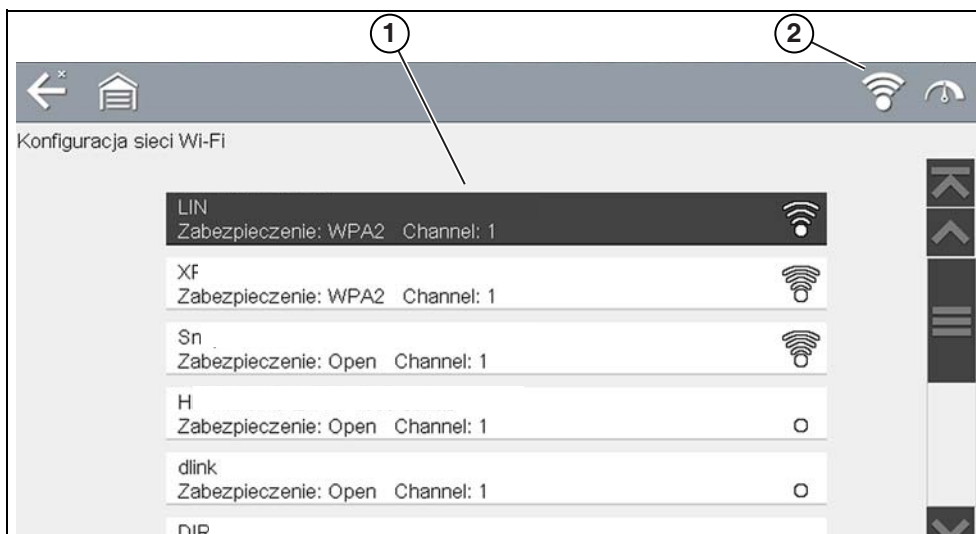 1
2
Konfiguracja sieci Wi-Fi
LIN
Zabezpieczenie: WPA2 Channel: 1
XF
Zabezpieczenie: WPA2 Channel: 1
Sn
Zabezpieczenie: Open Channel: 1
H
Zabezpieczenie: Open Channel: 1
dlink
Zabezpieczenie: Open Channel: 1
DIR